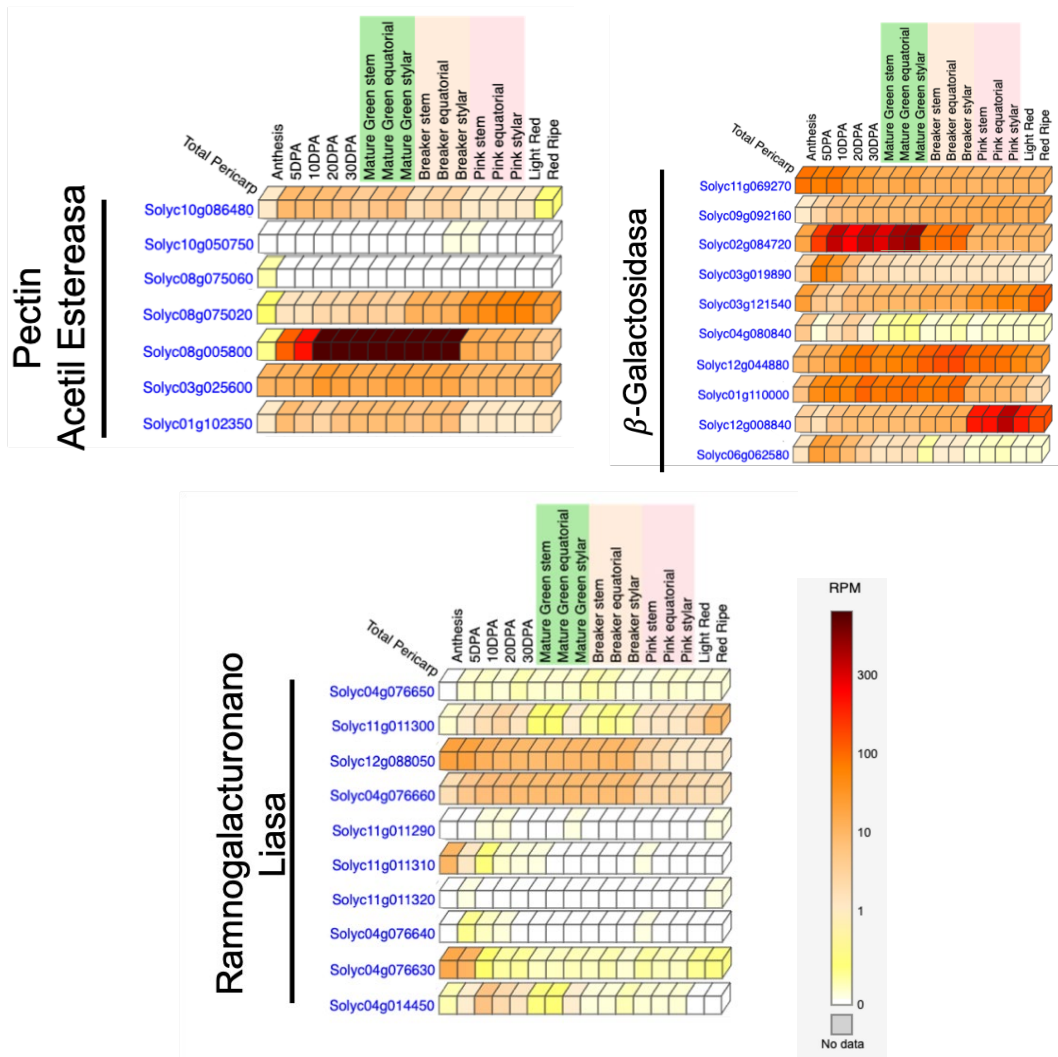 Total Pericarp
Anthesis
5DPA
10DPA
20DPA
30DPA
Mature Green stem
Mature Green equatorial
Mature Green stylar
Breaker stem
Breaker equatorial
Breaker stylar
Pink stem
Pink equatorial
Pink stylar
Light Red
Red Ripe
Pectin
Acetil Estereasa
Solyc10g086480
Solyc10g050750
Solyc08g075060
Solyc08g075020
Solyc08g005800
Solyc03g025600
Solyc01g102350
Total Pericarp
Anthesis
5DPA
10DPA
20DPA
30DPA
Mature Green stem
Mature Green equatorial
Mature Green stylar
Breaker stem
Breaker equatorial
Breaker stylar
Pink stem
Pink equatorial
Pink stylar
Light Red
Red Ripe
β-Galactosidasa
Solyc11g069270
Solyc09g092160
Solyc02g084720
Solyc03g019890
Solyc03g121540
Solyc04g080840
Solyc12g044880
Solyc01g110000
Solyc12g008840
Solyc06g062580
Total Pericarp
Anthesis
5DPA
10DPA
20DPA
30DPA
Mature Green stem
Mature Green equatorial
Mature Green stylar
Breaker stem
Breaker equatorial
Breaker stylar
Pink stem
Pink equatorial
Pink stylar
Light Red
Red Ripe
Ramnogalacturonano
Liasa
Solyc04g076650
Solyc11g011300
Solyc12g088050
Solyc04g076660
Solyc11g011290
Solyc11g011310
Solyc11g011320
Solyc04g076640
Solyc04g076630
Solyc04g014450
RPM
300
100
10
1
0
No data